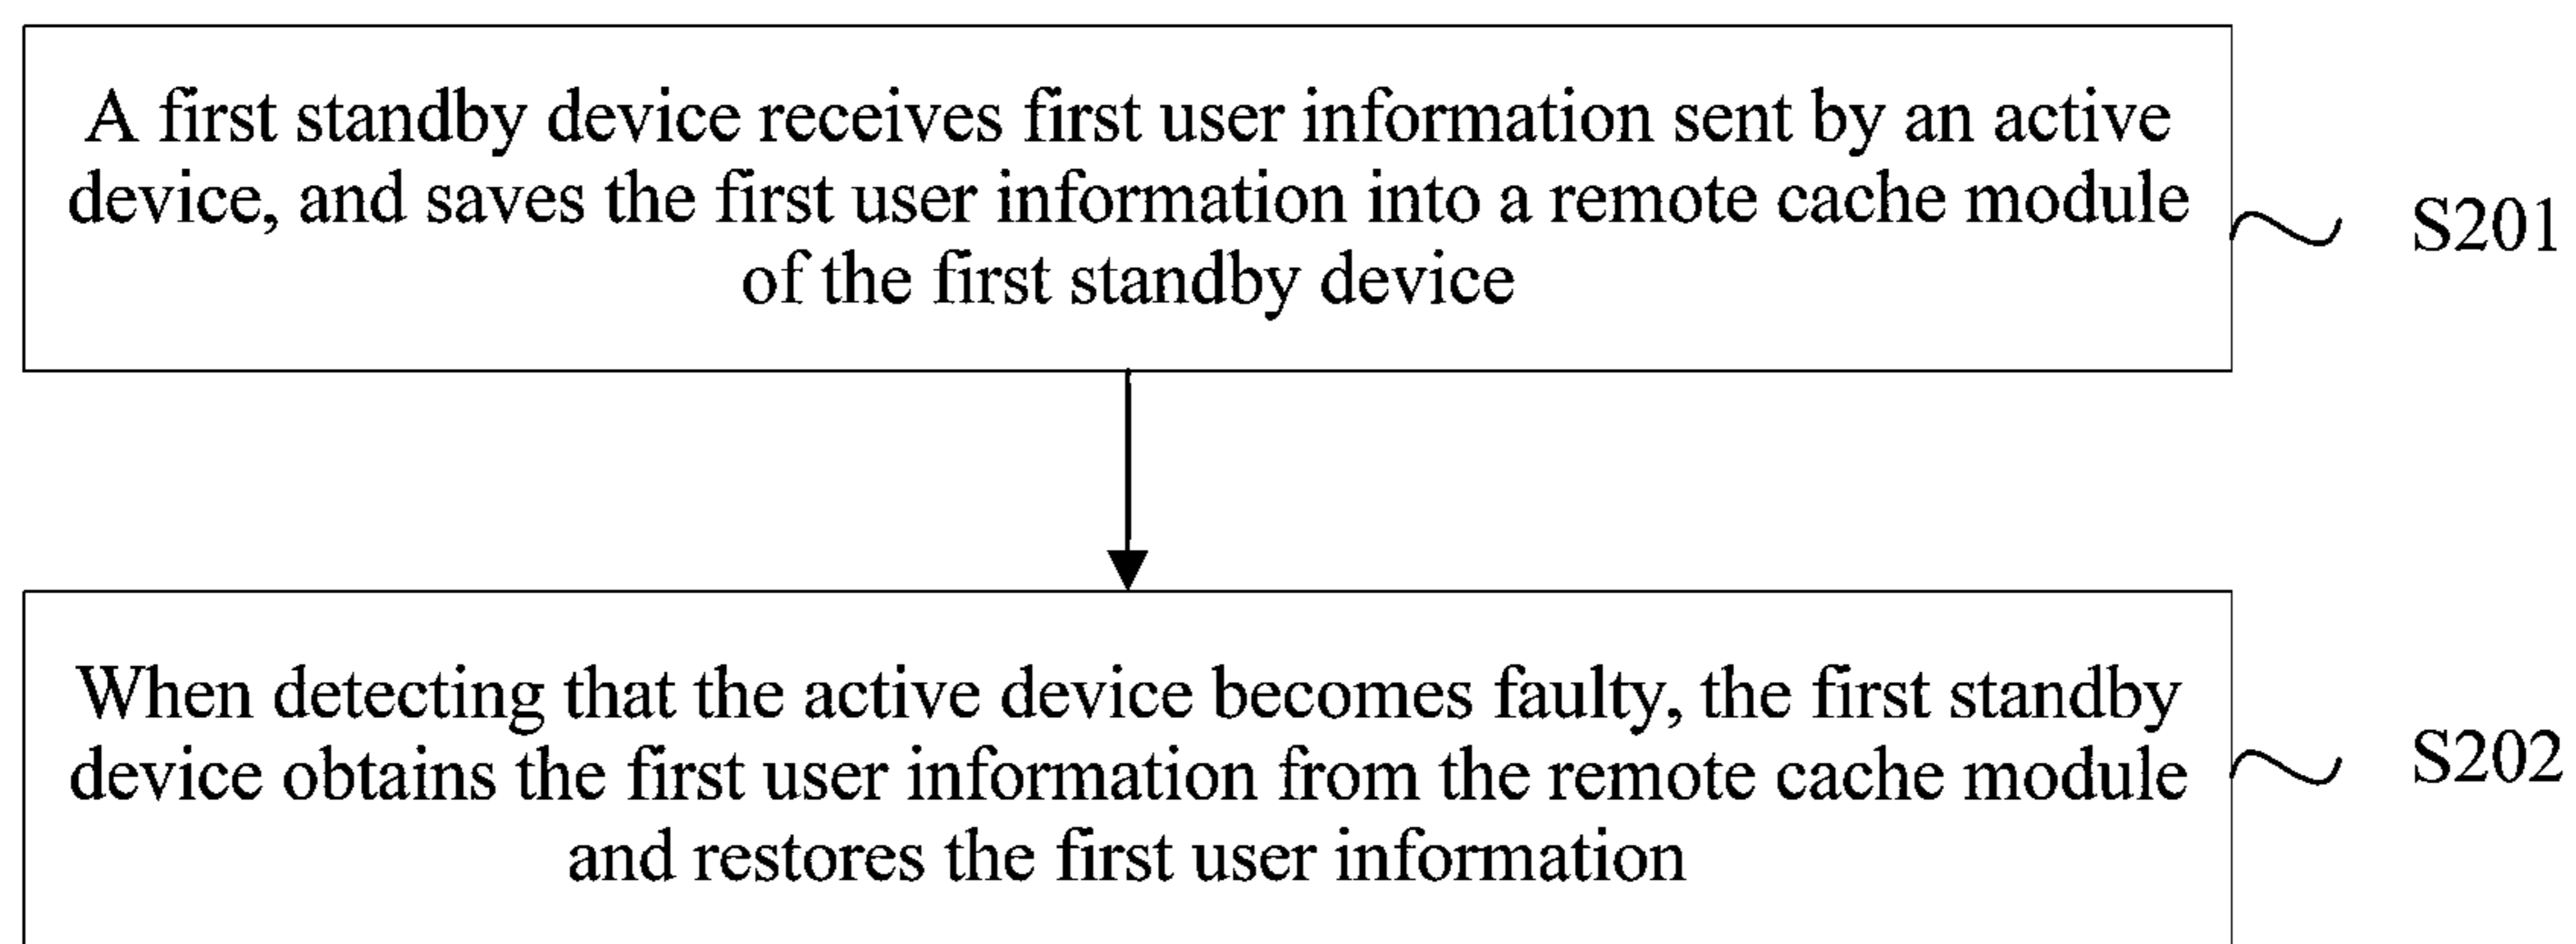 A first standby device receives first user information sent by an active
device, and saves the first user information into a remote cache module
of the first standby device
S201
When detecting that the active device becomes faulty, the first standby
device obtains the first user information from the remote cache module
and restores the first user information
S202